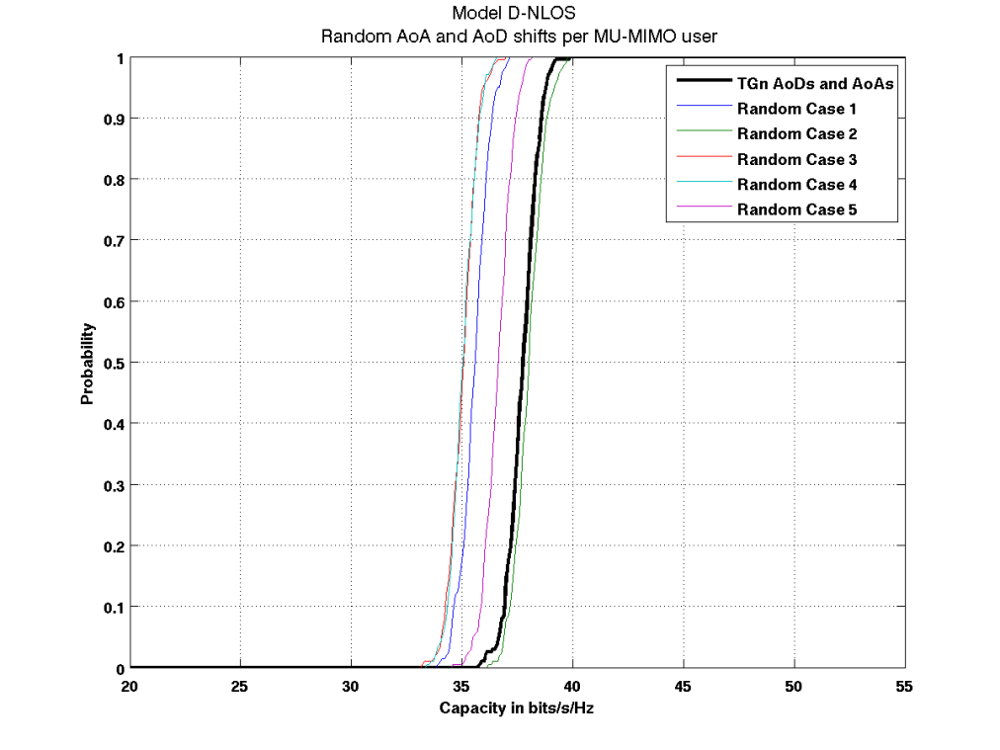 Model D-NLOS
Random AoA and AoD shifts per MU-MIMO user
1
0.9
0.8
0.7
0.6
0.5
0.4
0.3
0.2
0.1
0
Probability
TGn AoDs and AoAs
Random Case 1
Random Case 2
Random Case 3
Random Case 4
Random Case 5
20 25 30 35 40 45 50 55
Capacity in bits/s/Hz